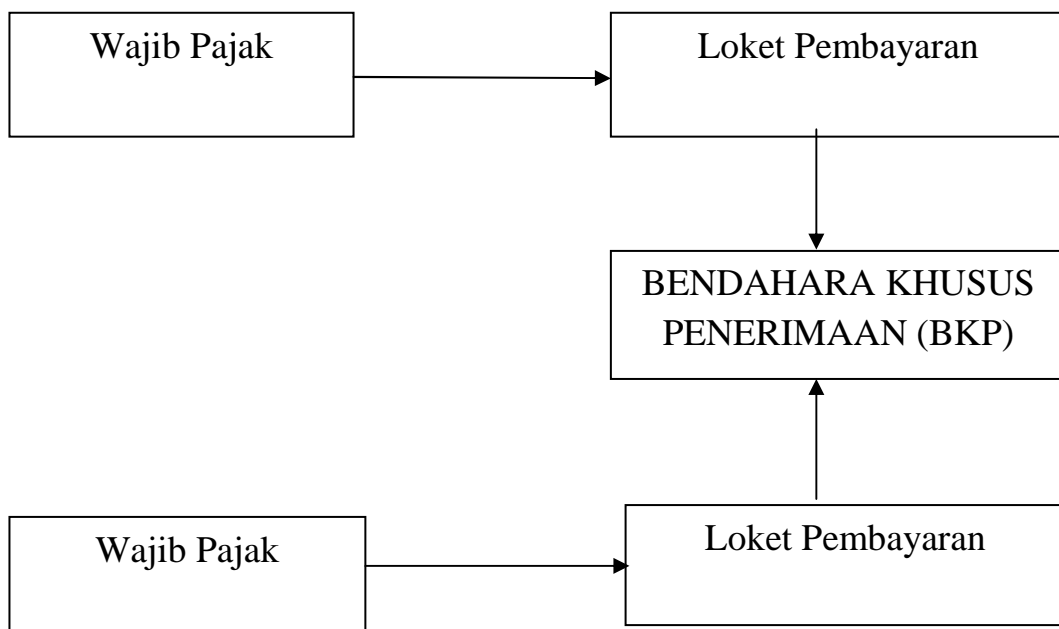 Wajib Pajak
Loket Pembayaran
BENDAHARA KHUSUS
PENERIMAAN (BKP)
Wajib Pajak
Loket Pembayaran